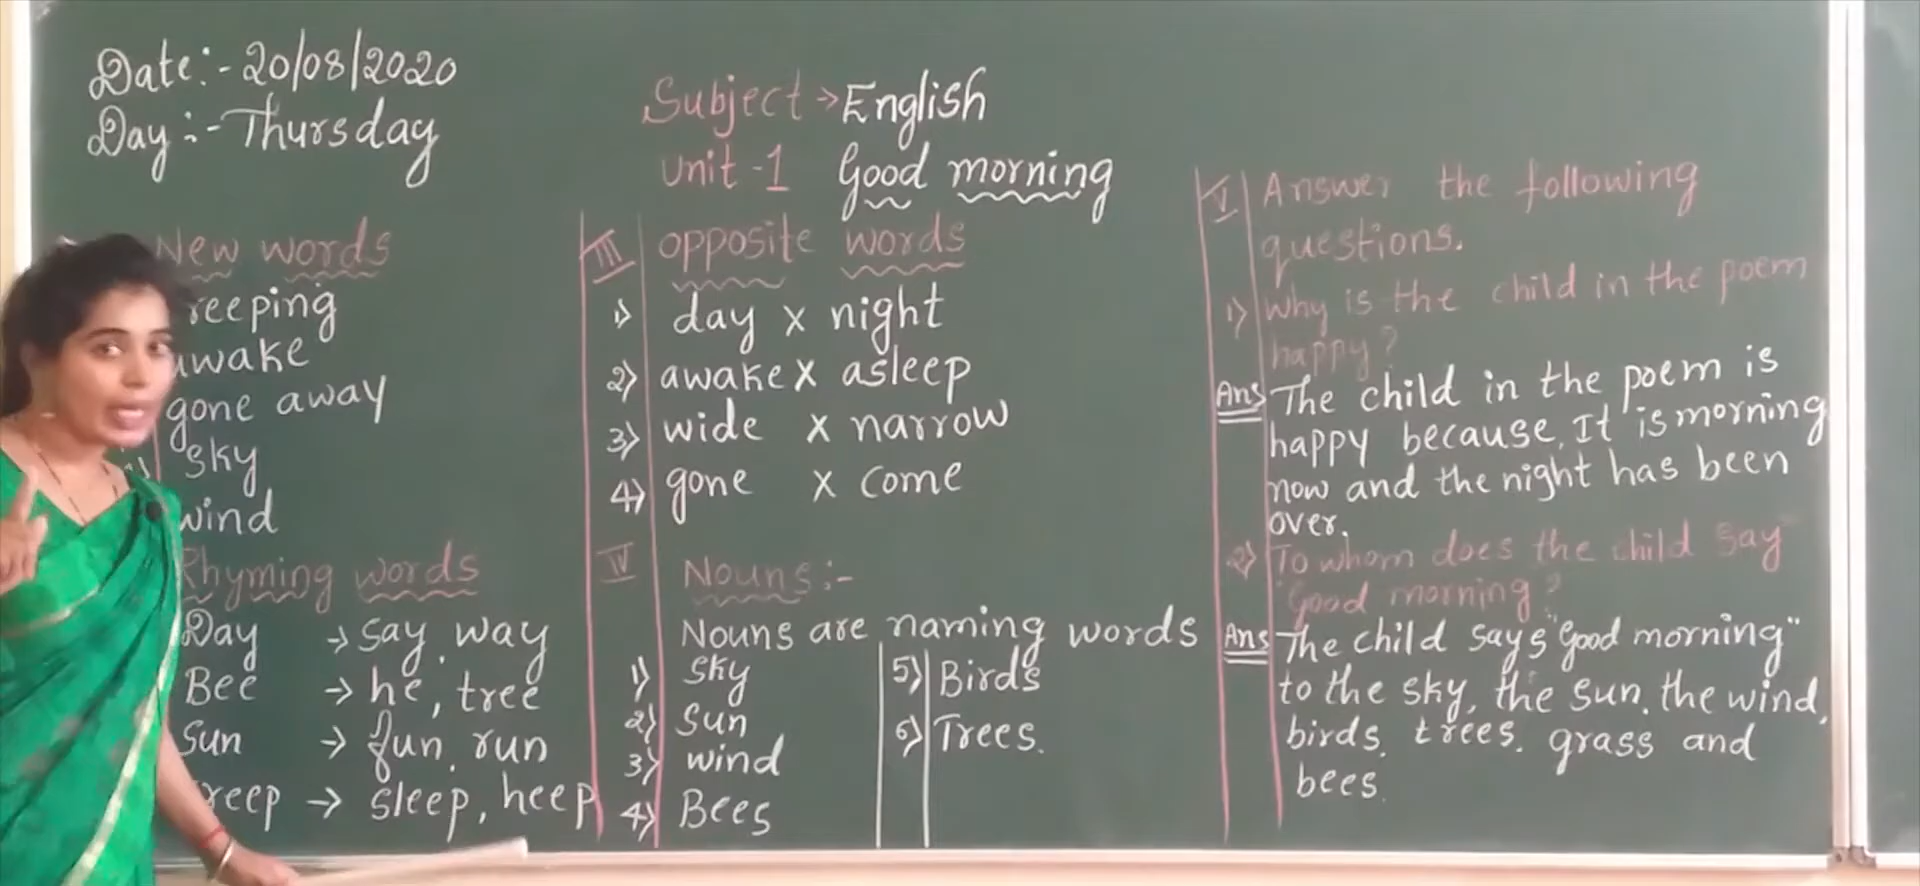 Date:- 20/08/2020
Day:- Thursday
Subject → English
unit -1 Good morning
New words
reeping
awake
gone away
sky
wind
Rhyming words
Day → say, way
Bee → he, tree
Sun → fun, run
reep → sleep, heep
III opposite words
1) day x night
2) awake x asleep
3) wide x narrow
4) gone x come
IV Nouns:-
Nouns are naming words
1) sky
2) Sun
3) wind
4) Bees
5) Birds
6) Trees.
V Answer the following
questions.
1) why is the child in the poem
happy?
Ans The child in the poem is
happy because, It is morning
now and the night has been
over.
2) To whom does the child say
"Good morning?"
Ans The child says "Good morning"
to the sky, the sun, the wind,
birds, trees, grass and
bees.